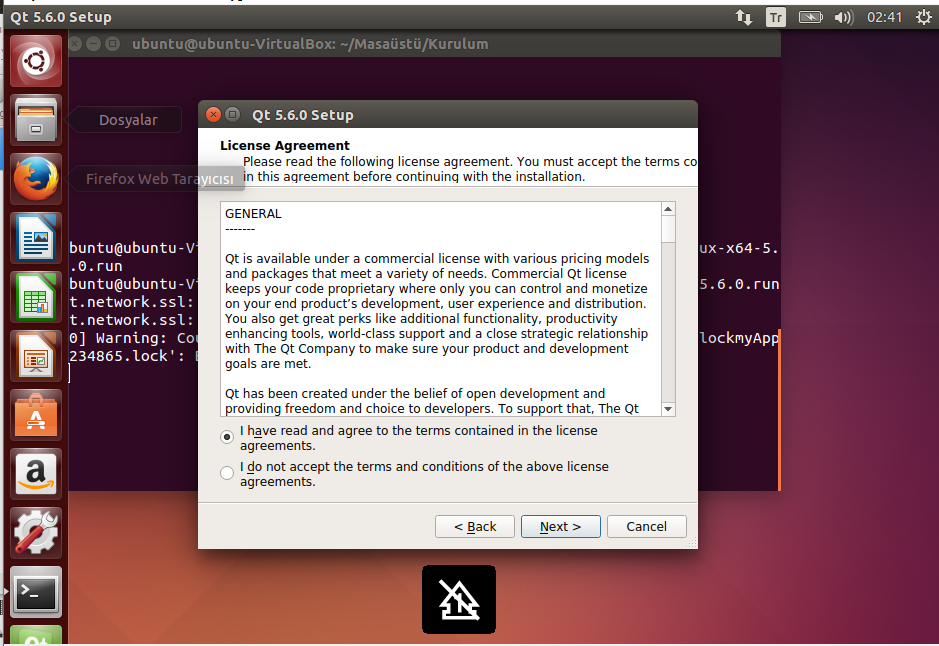 Qt 5.6.0 Setup
Tr
02:41
ubuntu@ubuntu-VirtualBox: ~/Masaüstü/Kurulum
Dosyalar
Firefox Web Tarayıcısı
buntu@ubuntu-V
ux-x64-5.
.0.run
buntu@ubuntu-V
5.6.0.run
t.network.ssl:
t.network.ssl:
0] Warning: Cou
lockmyApp
234865.lock':
Qt 5.6.0 Setup
License Agreement
Please read the following license agreement. You must accept the terms co
in this agreement before continuing with the installation.
GENERAL
-------
Qt is available under a commercial license with various pricing models
and packages that meet a variety of needs. Commercial Qt license
keeps your code proprietary where only you can control and monetize
on your end product’s development, user experience and distribution.
You also get great perks like additional functionality, productivity
enhancing tools, world-class support and a close strategic relationship
with The Qt Company to make sure your product and development
goals are met.
Qt has been created under the belief of open development and
providing freedom and choice to developers. To support that, The Qt
I have read and agree to the terms contained in the license
agreements.
I do not accept the terms and conditions of the above license
agreements.
< Back
Next >
Cancel